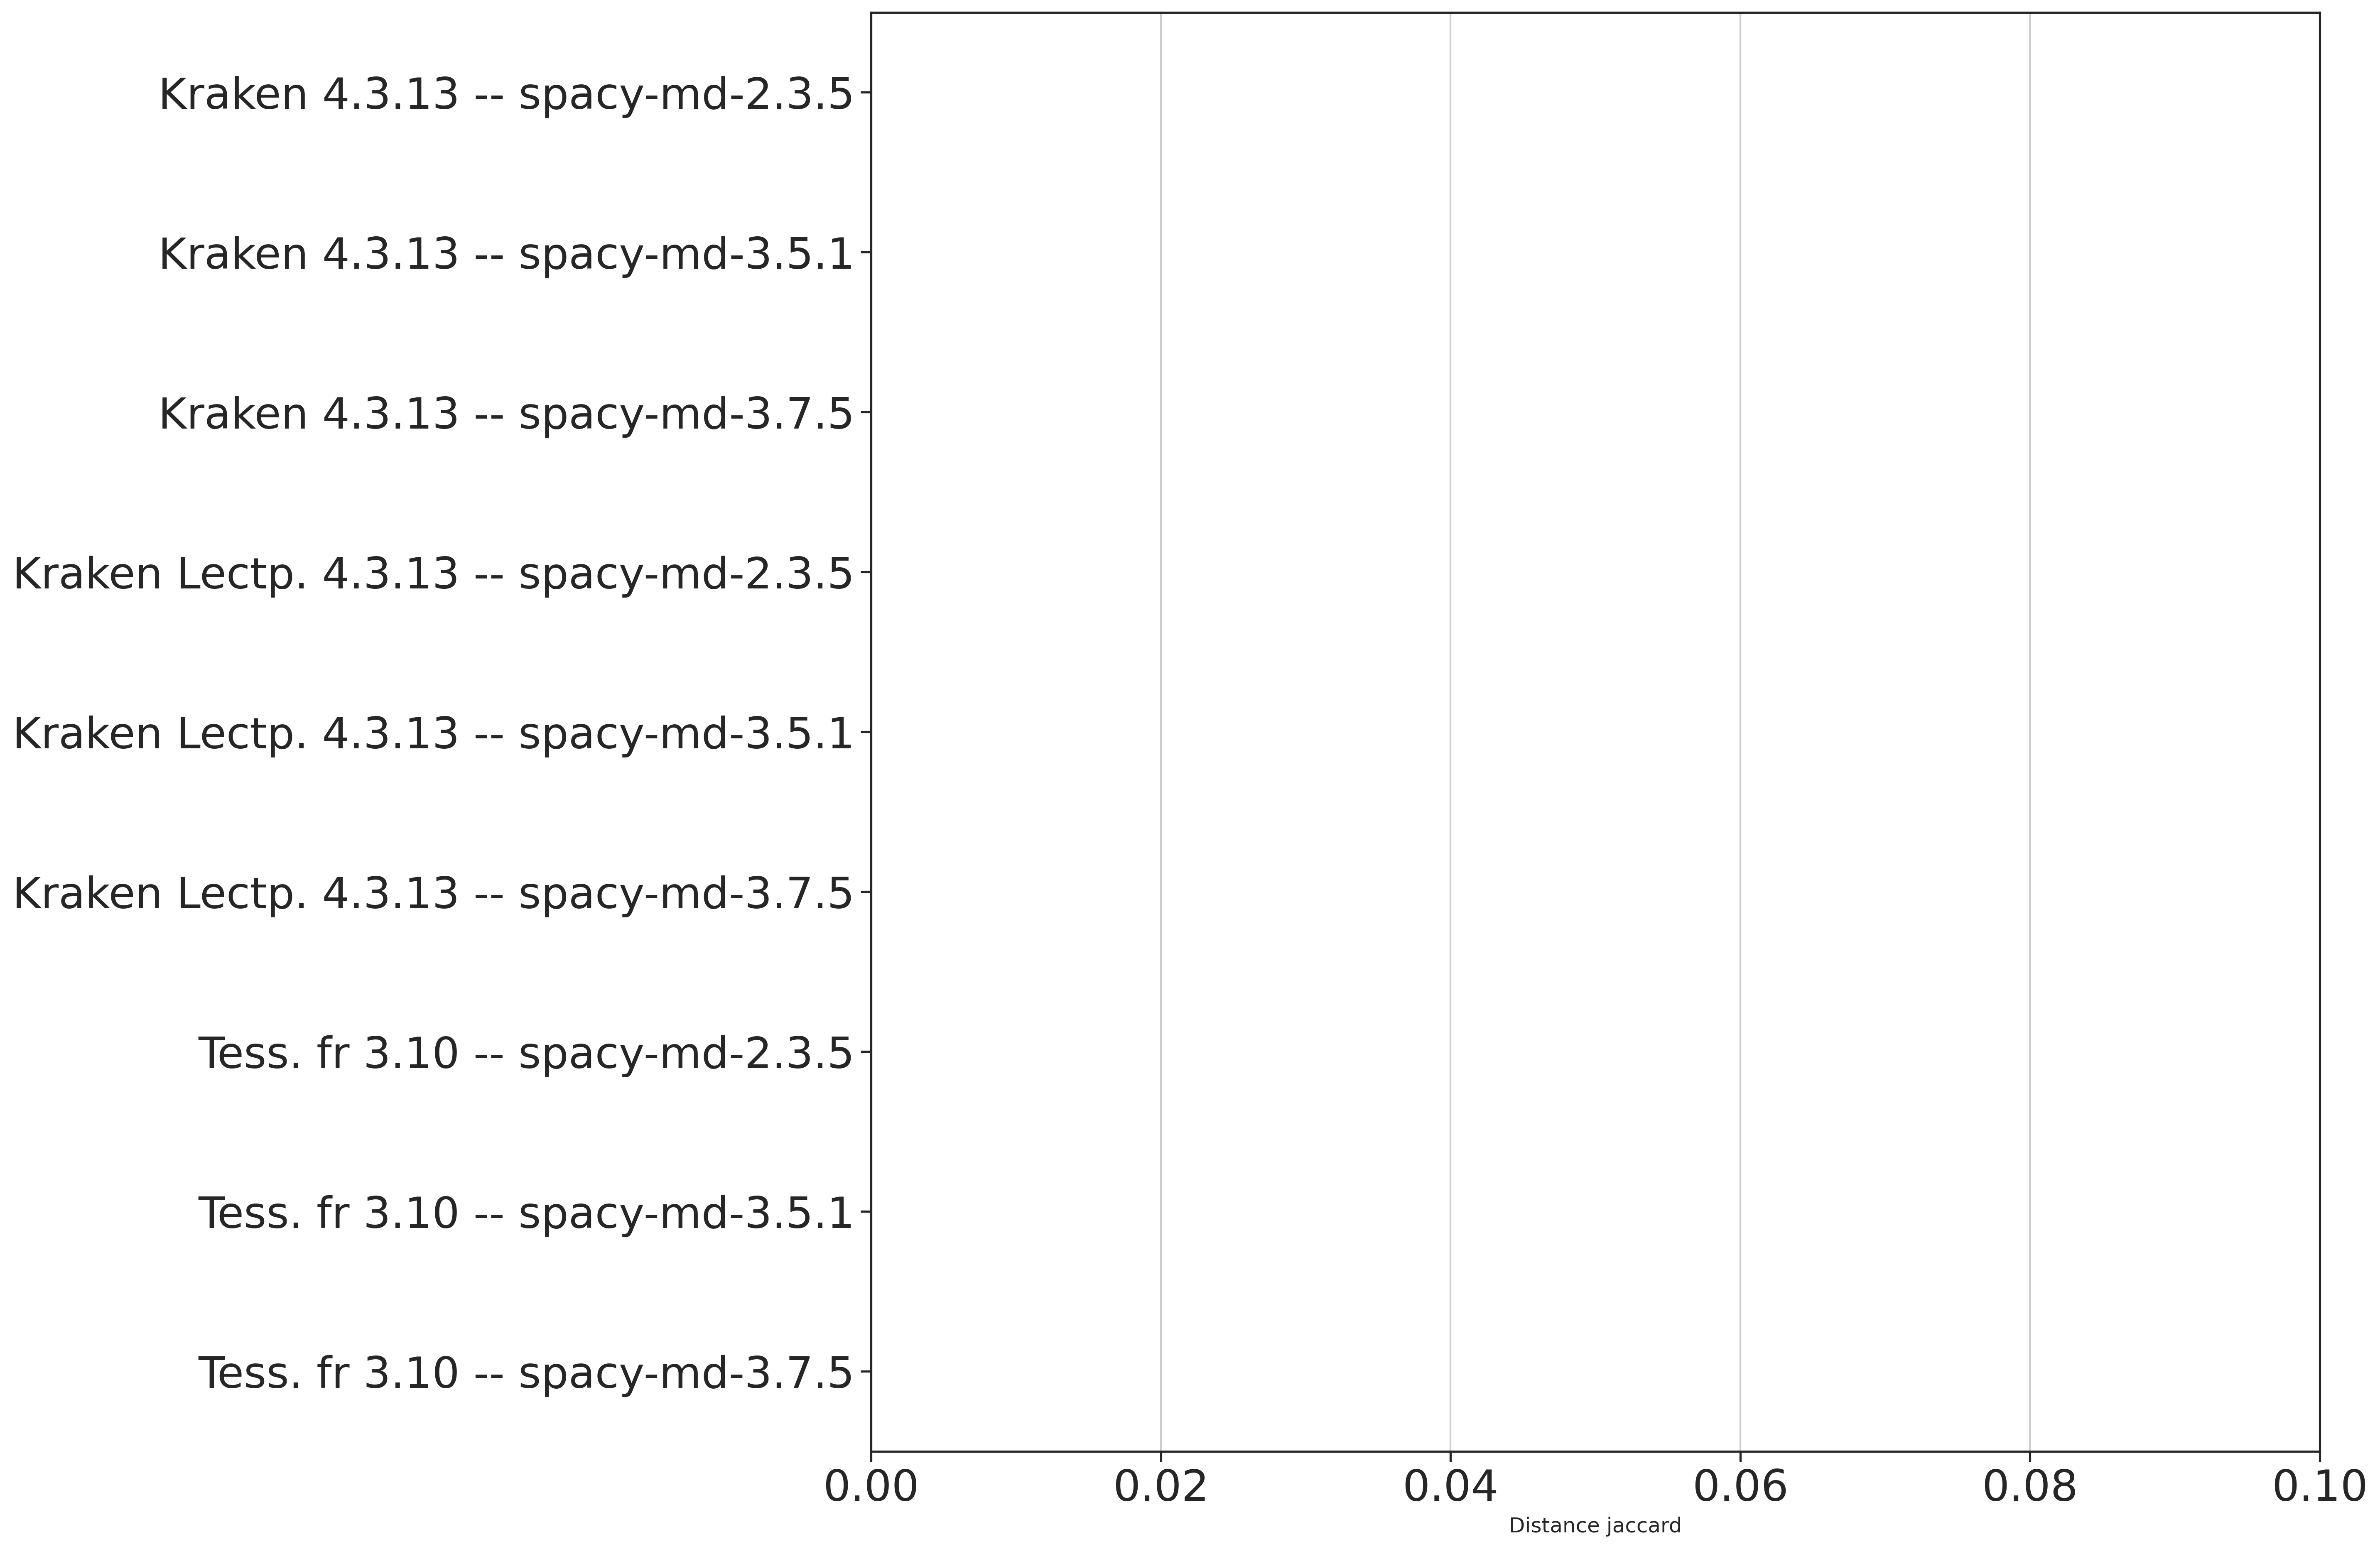 Kraken 4.3.13 -- spacy-md-2.3.5
Kraken 4.3.13 -- spacy-md-3.5.1
Kraken 4.3.13 -- spacy-md-3.7.5
Kraken Lectp. 4.3.13 -- spacy-md-2.3.5
Kraken Lectp. 4.3.13 -- spacy-md-3.5.1
Kraken Lectp. 4.3.13 -- spacy-md-3.7.5
Tess. fr 3.10 -- spacy-md-2.3.5
Tess. fr 3.10 -- spacy-md-3.5.1
Tess. fr 3.10 -- spacy-md-3.7.5
0.00 0.02 0.04 0.06 0.08 0.10
Distance jaccard